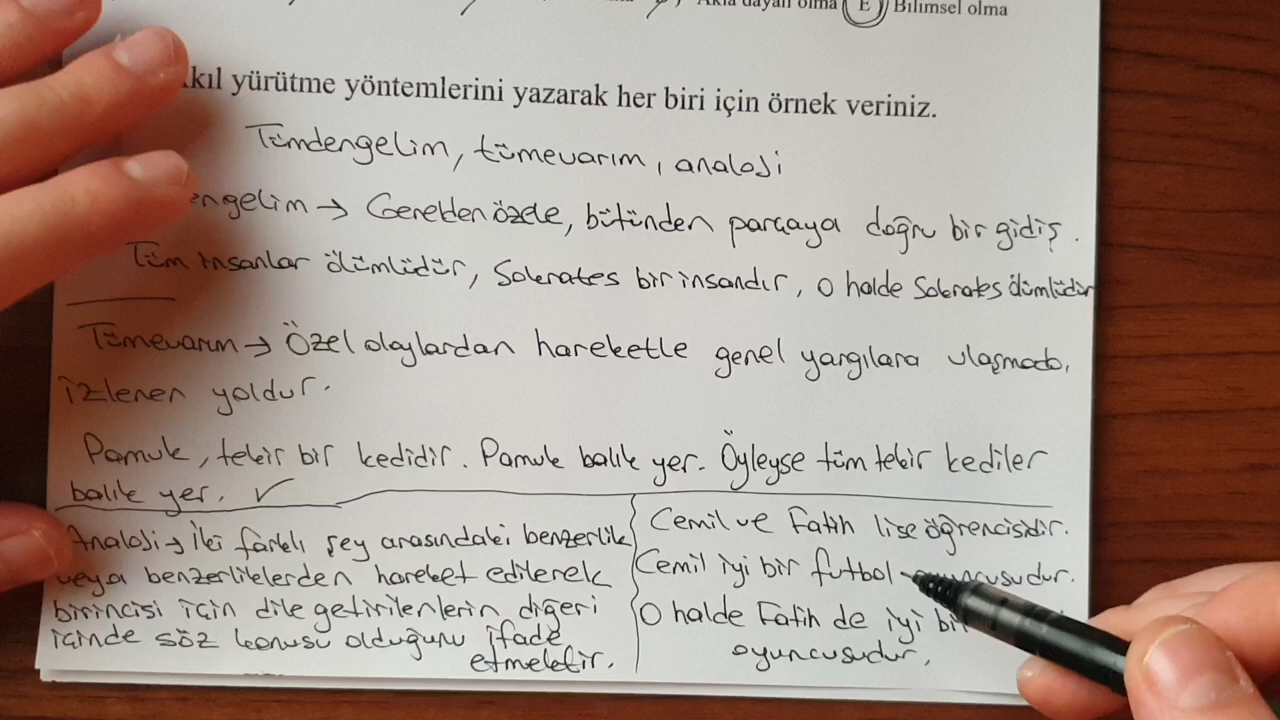 Akla dayalı olma E) Bilimsel olma
yürütme yöntemlerini yazarak her biri için örnek veriniz.
Tümdengelim, tümevarım, analoji
engelim → Genelden özele, bütünden parçaya doğru bir gidiş.
Tüm insanlar ölümlüdür, Sokrates bir insandır, O halde Sokrates ölümlüdür
Tümevarım → Özel olaylardan hareketle genel yargılara ulaşmada,
izlenen yoldur.
Pamuk, tekir bir kedidir. Pamuk balık yer. Öyleyse tüm tekir kediler
balık yer. ✓
Analoji → İki farklı şey arasındaki benzerlik
veya benzerliklerden hareket edilerek
birincisi için dile getirilenlerin diğeri
içinde söz konusu olduğunu ifade
etmektir.
Cemil ve Fatih lise öğrencisidir.
Cemil iyi bir futbol oyuncusudur.
O halde Fatih de iyi bir
oyuncusudur.